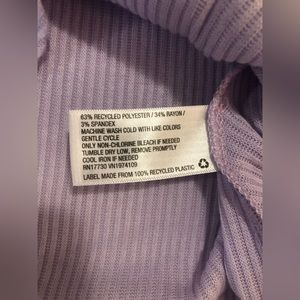 63% RECYCLED POLYESTER / 34% RAYON /
3% SPANDEX
MACHINE WASH COLD WITH LIKE COLORS
GENTLE CYCLE
ONLY NON-CHLORINE BLEACH IF NEEDED
TUMBLE DRY LOW, REMOVE PROMPTLY
COOL IRON IF NEEDED
RN17730 VN1974109
LABEL MADE FROM 100% RECYCLED PLASTIC